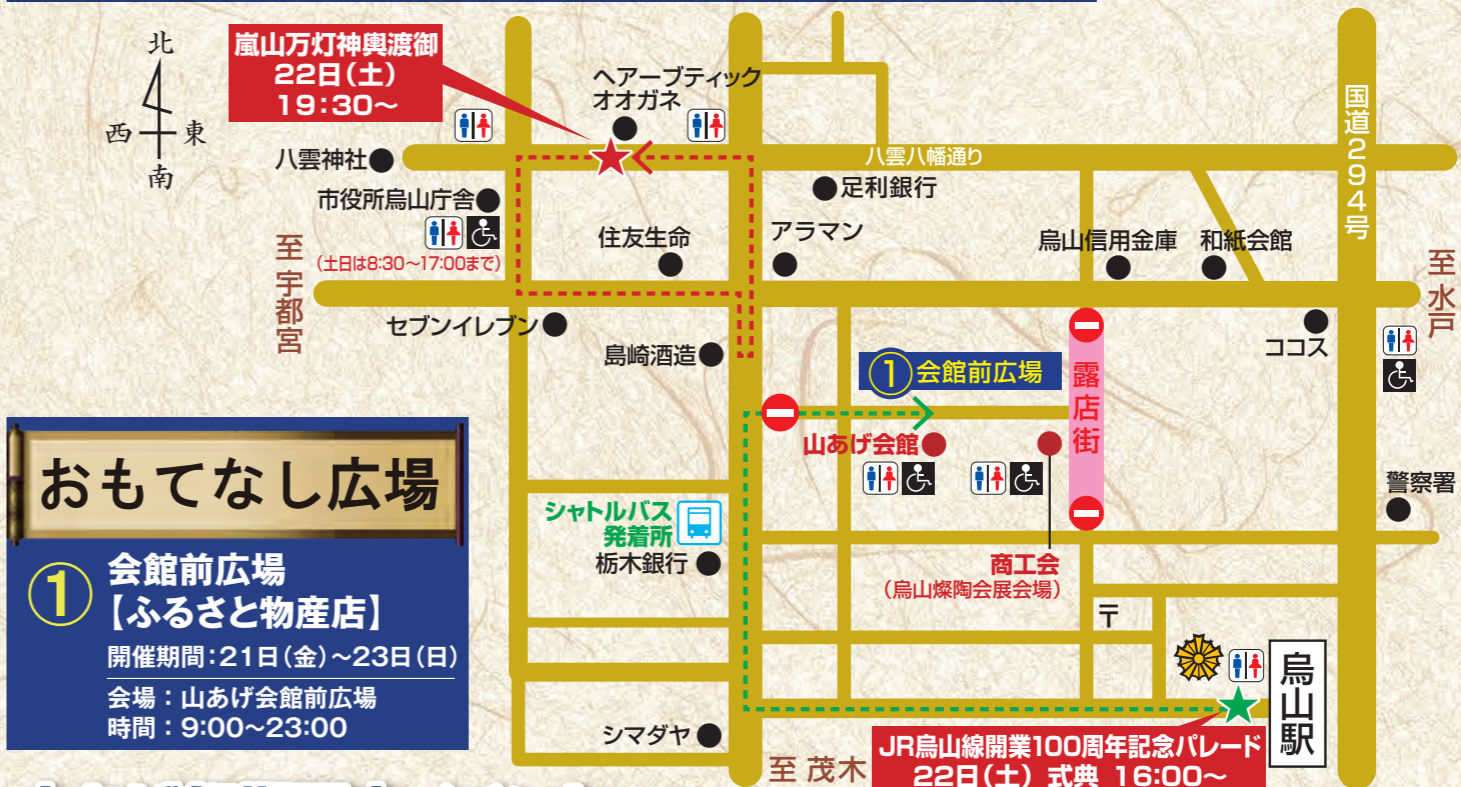 北
西
東
南
嵐山万灯神輿渡御
22日（土）
19：30～
ヘアーブティック
オオガネ
八雲神社
八雲八幡通り
国道294号
市役所烏山庁舎
（土日は8:30～17:00まで）
足利銀行
住友生命
アラマン
烏山信用金庫
和紙会館
至 宇都宮
至 水戸
セブンイレブン
島崎酒造
ココス
① 会館前広場
露店街
山あげ会館
警察署
おもてなし広場
① 会館前広場
【ふるさと物産店】
開催期間：21日（金）～23日（日）
会場：山あげ会館前広場
時間：9:00～23:00
シャトルバス
発着所
栃木銀行
商工会
（烏山燦陶会展会場）
〒
烏山駅
シマダヤ
至 茂木
JR烏山線開業100周年記念パレード
22日（土） 式典 16:00～